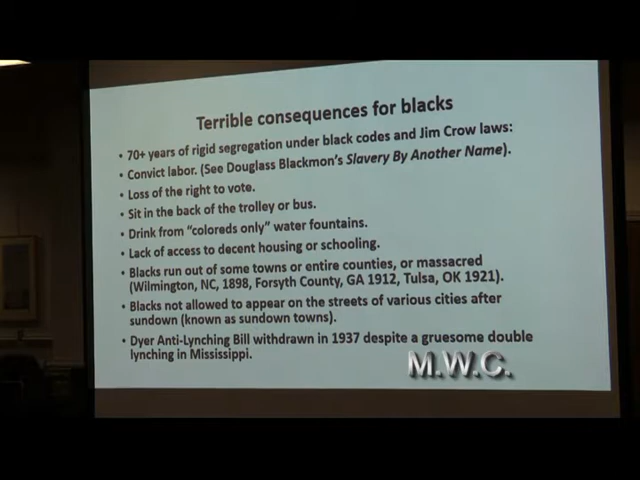 Terrible consequences for blacks
• 70+ years of rigid segregation under black codes and Jim Crow laws:
• Convict labor. (See Douglass Blackmon's Slavery By Another Name).
• Loss of the right to vote.
• Sit in the back of the trolley or bus.
• Drink from "coloreds only" water fountains.
• Lack of access to decent housing or schooling.
• Blacks run out of some towns or entire counties, or massacred
(Wilmington, NC, 1898, Forsyth County, GA 1912, Tulsa, OK 1921).
• Blacks not allowed to appear on the streets of various cities after
sundown (known as sundown towns).
• Dyer Anti-Lynching Bill withdrawn in 1937 despite a gruesome double
lynching in Mississippi.
M.W.C.